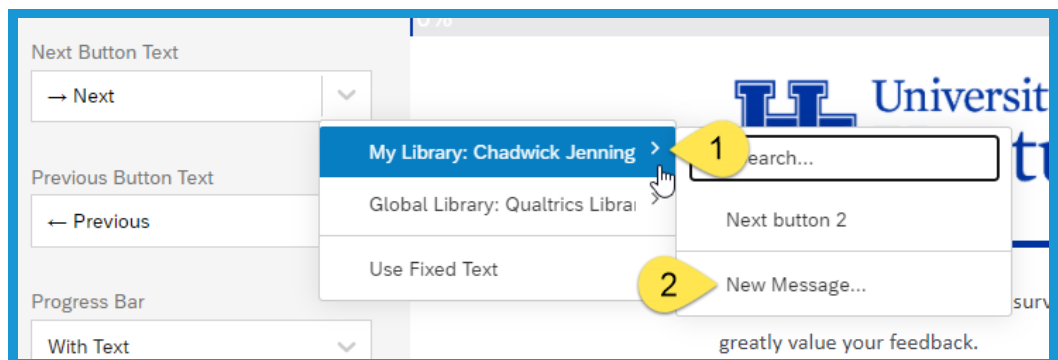 0%
Next Button Text
→ Next
Previous Button Text
← Previous
Progress Bar
With Text
My Library: Chadwick Jenning
Global Library: Qualtrics Librar
Use Fixed Text
1
2
earch...
Next button 2
New Message...
Universit
surv
greatly value your feedback.